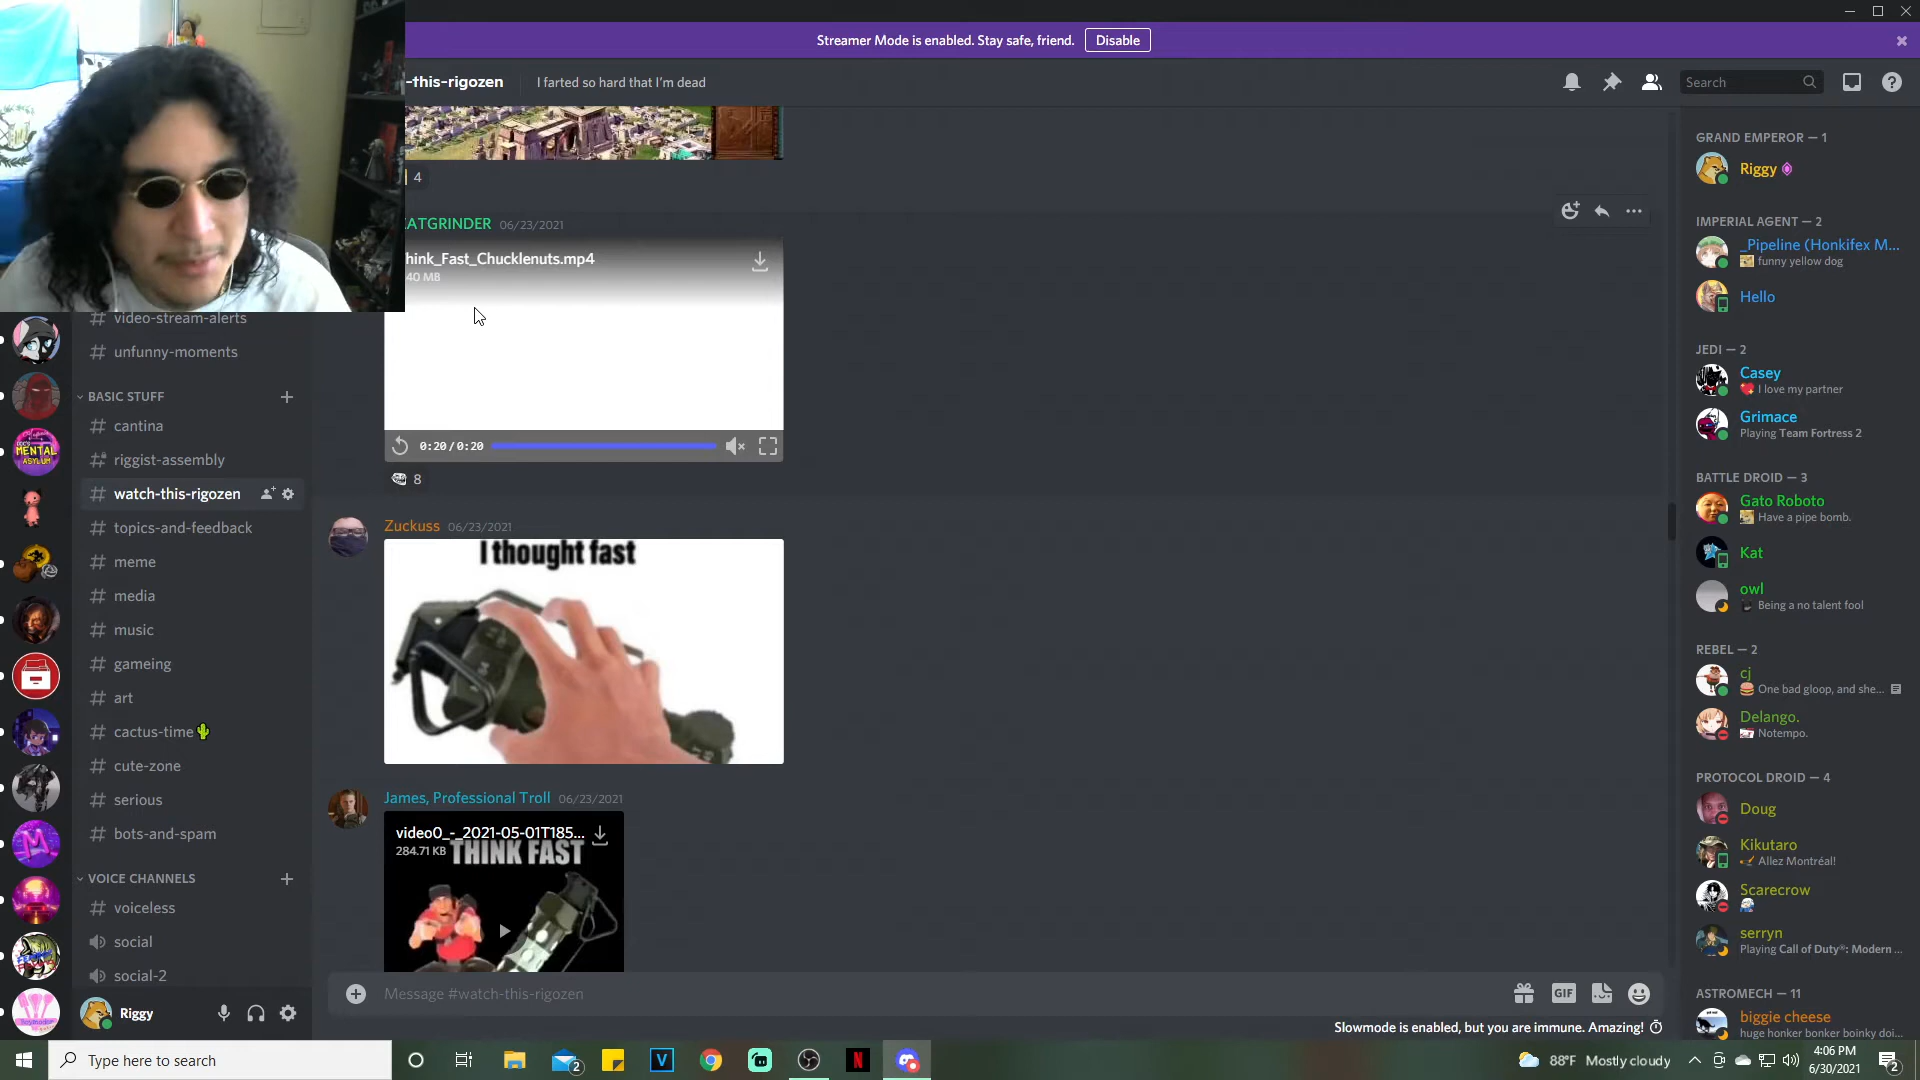 Streamer Mode is enabled. Stay safe, friend.
Disable
-this-rigozen
I farted so hard that I'm dead
Search
4
ATGRINDER 06/23/2021
hink_Fast_Chucklenuts.mp4
40 MB
0:20/0:20
8
Zuckuss 06/23/2021
I thought fast
James, Professional Troll 06/23/2021
video0_-_2021-05-01T185...
284.71 KB
THINK FAST
Message #watch-this-rigozen
GIF
Slowmode is enabled, but you are immune. Amazing!
video-stream-alerts
unfunny-moments
BASIC STUFF
cantina
riggist-assembly
watch-this-rigozen
topics-and-feedback
meme
media
music
gameing
art
cactus-time
cute-zone
serious
bots-and-spam
VOICE CHANNELS
voiceless
social
social-2
Riggy
MENTAL
ASYLUM
GRAND EMPEROR — 1
Riggy
IMPERIAL AGENT — 2
_Pipeline (Honkifex M...
funny yellow dog
Hello
JEDI — 2
Casey
I love my partner
Grimace
Playing Team Fortress 2
BATTLE DROID — 3
Gato Roboto
Have a pipe bomb.
Kat
owl
Being a no talent fool
REBEL — 2
cj
One bad gloop, and she...
Delango.
Notempo.
PROTOCOL DROID — 4
Doug
Kikutaro
Allez Montréal!
Scarecrow
serryn
Playing Call of Duty®: Modern ...
ASTROMECH — 11
biggie cheese
huge honker bonker boinky doi...
Type here to search
2
V
N
88°F Mostly cloudy
4:06 PM
6/30/2021
2